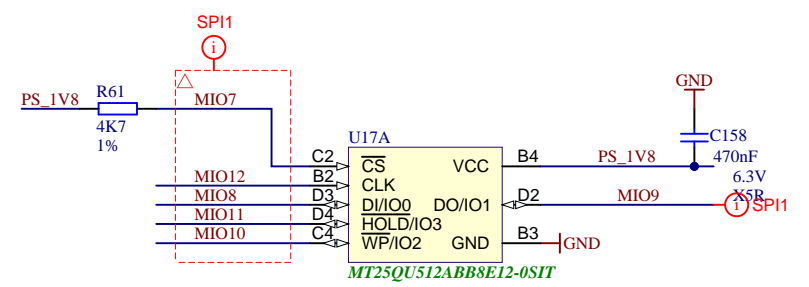 SPI1
i
R61
PS_1V8
MIO7
GND
4K7
1%
U17A
C158
C2
CS
VCC
B4
PS_1V8
470nF
MIO12
B2
CLK
6.3V
MIO8
D3
DI/IO0
DO/IO1
D2
MIO9
X5R
i
SPI1
MIO11
D4
HOLD/IO3
MIO10
C4
WP/IO2
GND
B3
GND
MT25QU512ABB8E12-0SIT